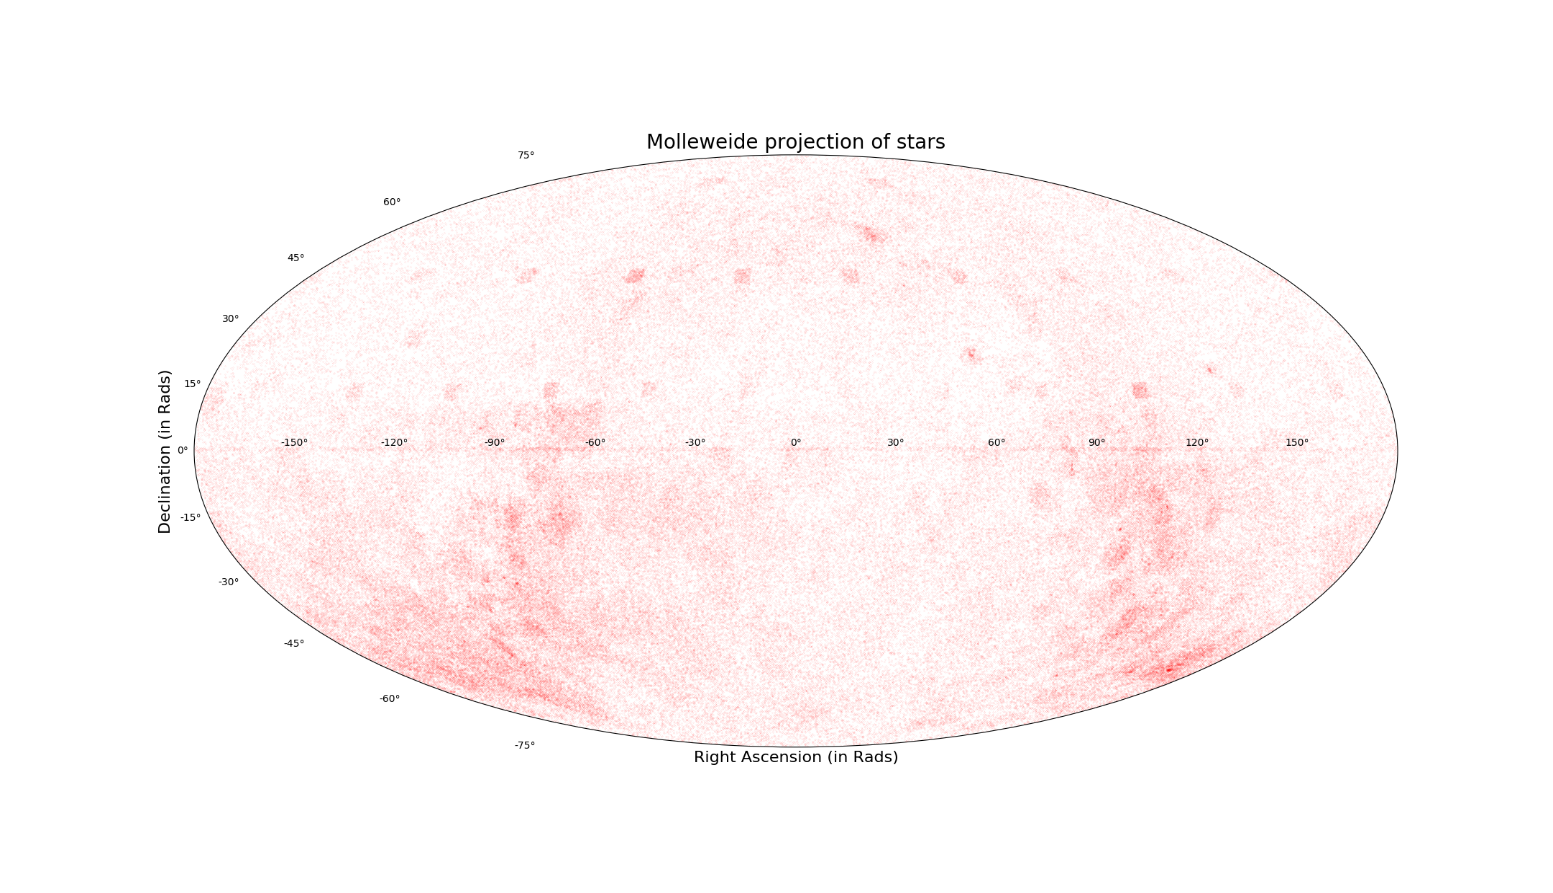 Molleweide projection of stars
75°
60°
45°
30°
15°
0°
-15°
-30°
-45°
-60°
-75°
-150° -120° -90° -60° -30° 0° 30° 60° 90° 120° 150°
Declination (in Rads)
Right Ascension (in Rads)